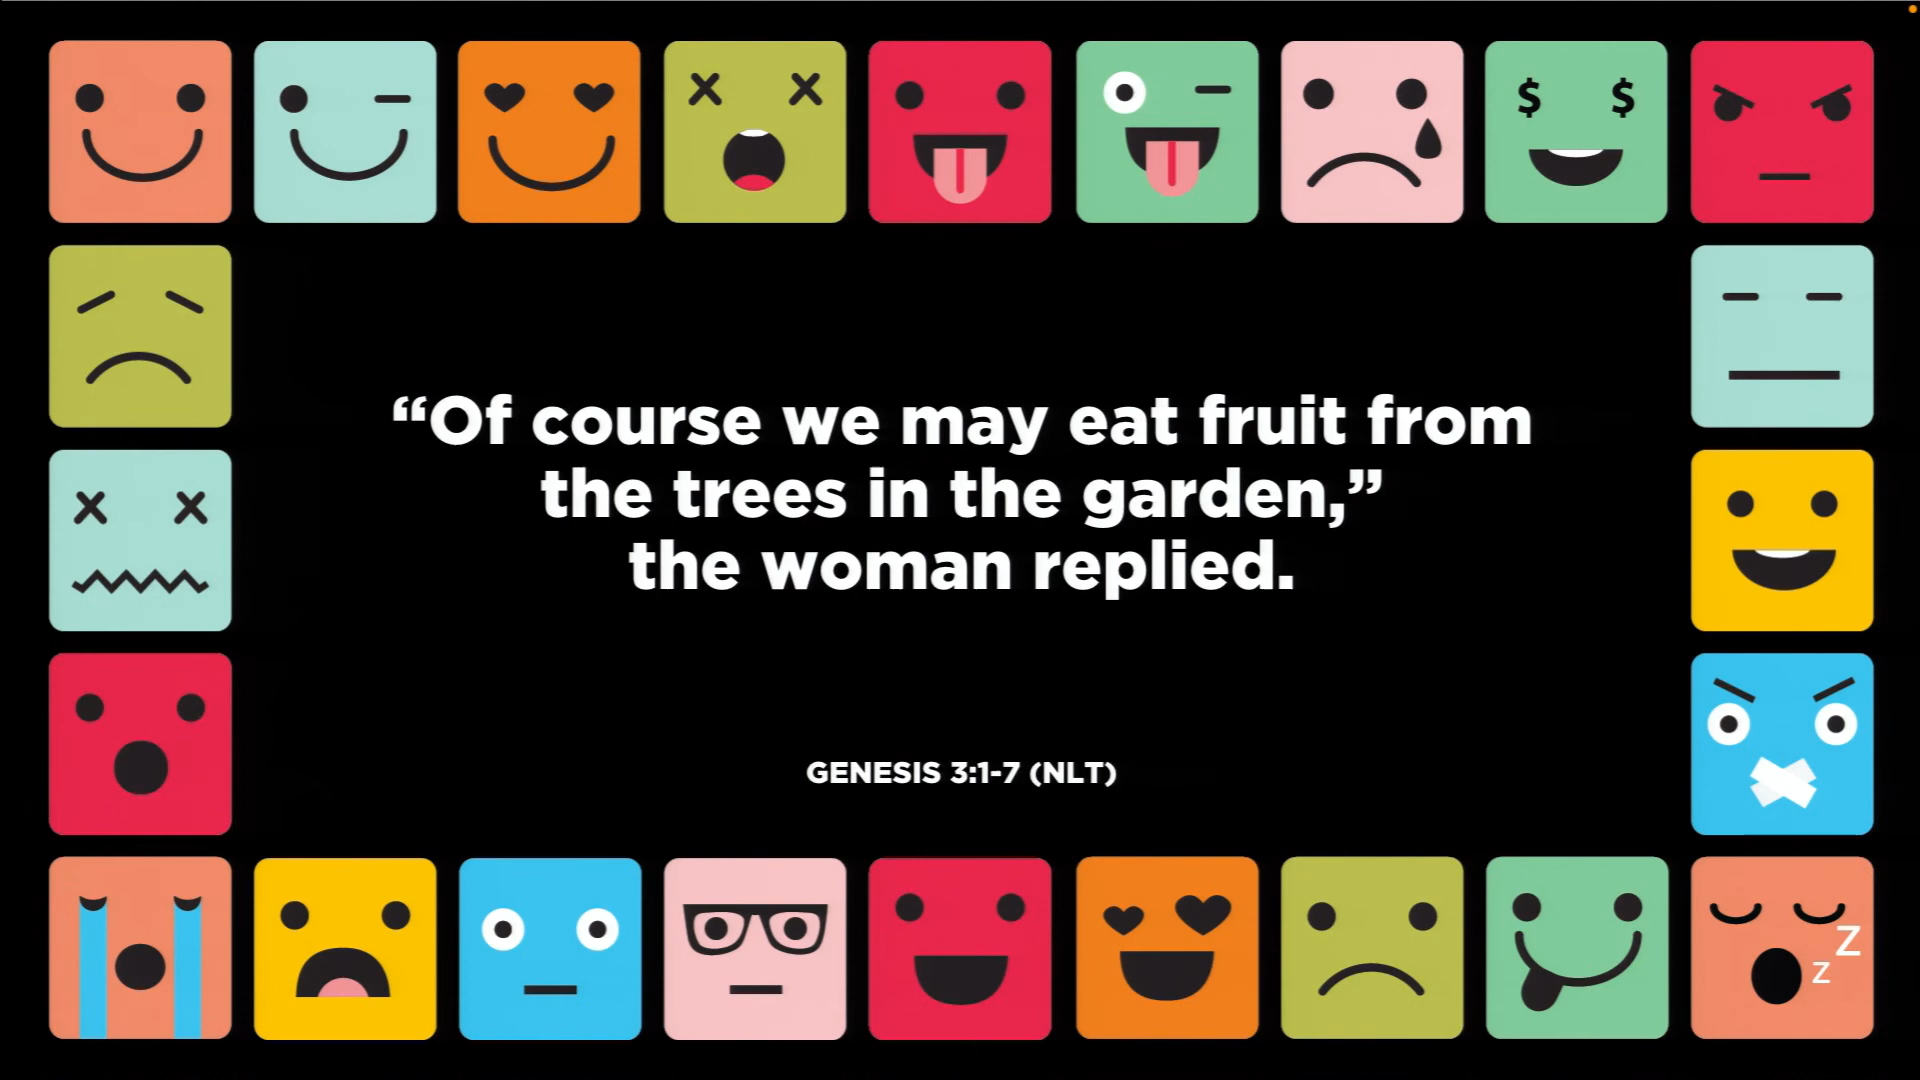 $ $
“Of course we may eat fruit from
the trees in the garden,”
the woman replied.
GENESIS 3:1-7 (NLT)
Z
z